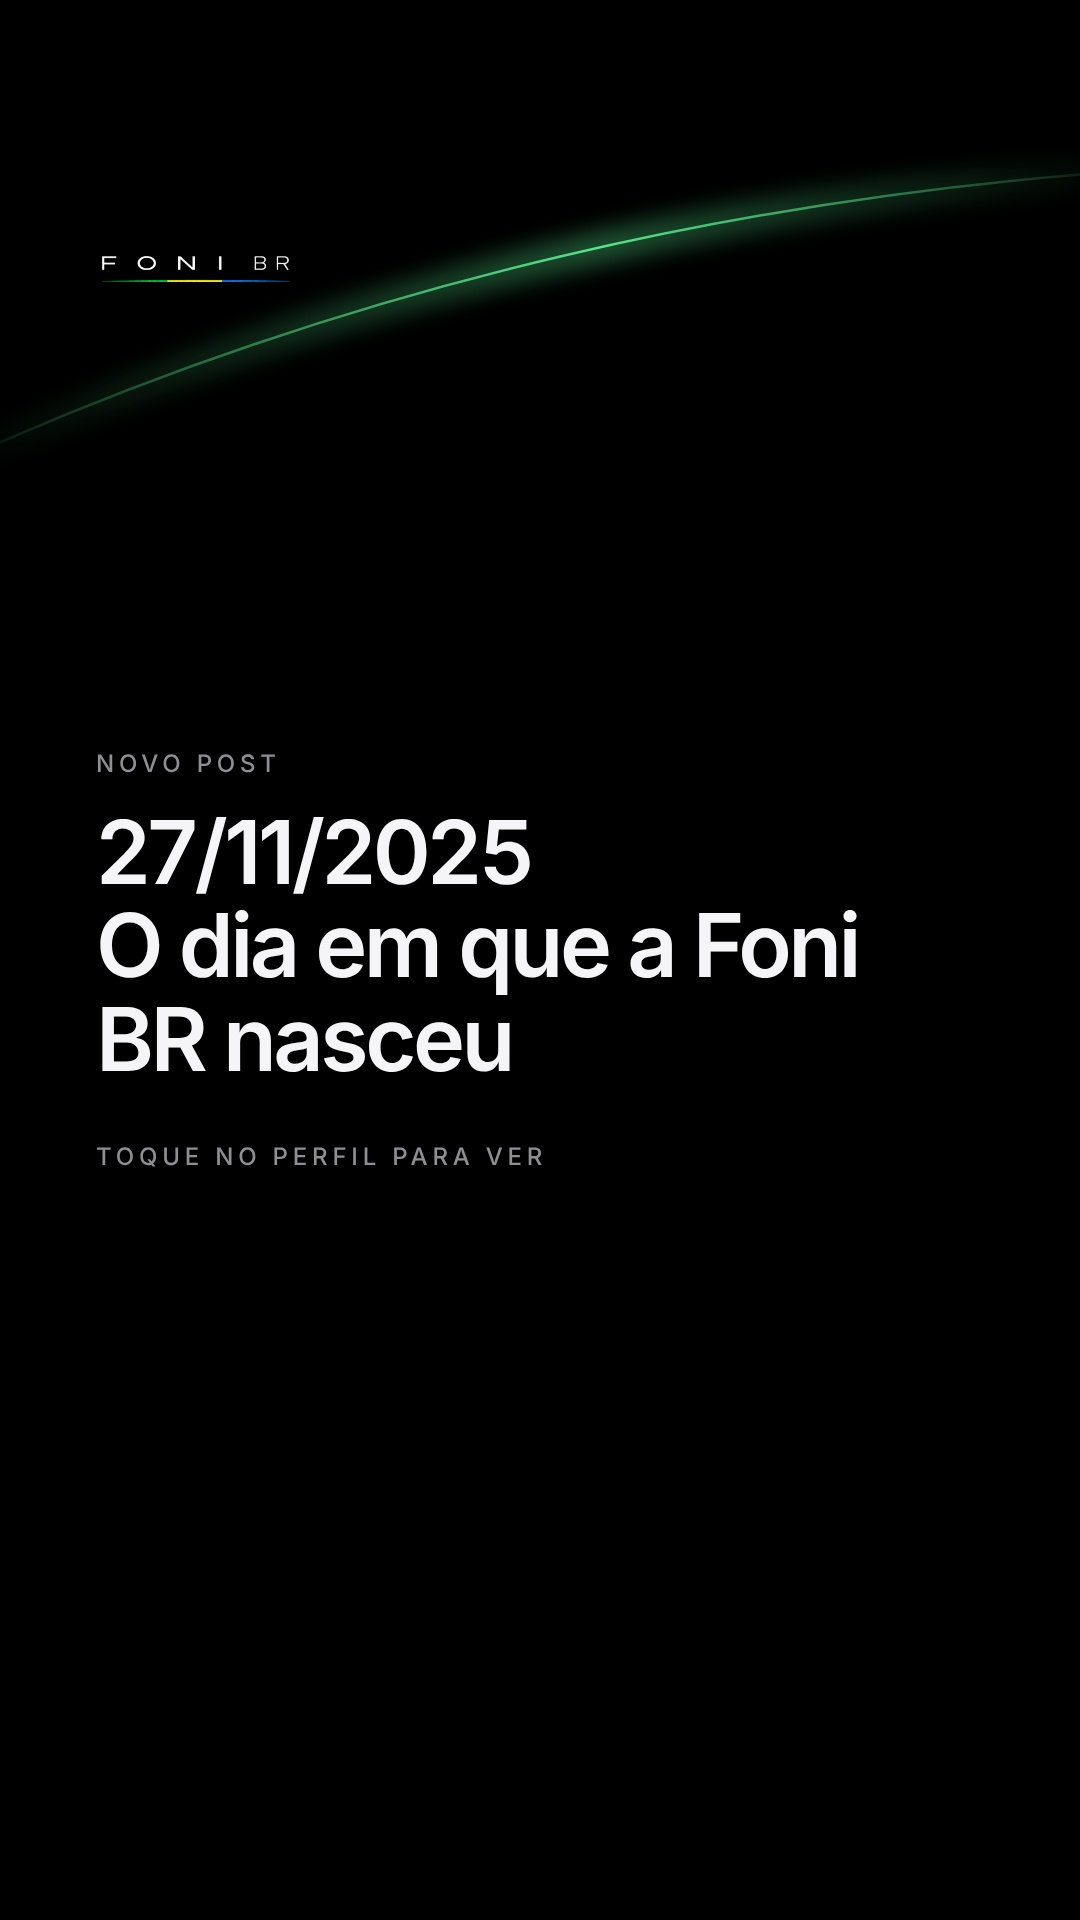 FONI BR
NOVO POST
27/11/2025
O dia em que a Foni
BR nasceu
TOQUE NO PERFIL PARA VER